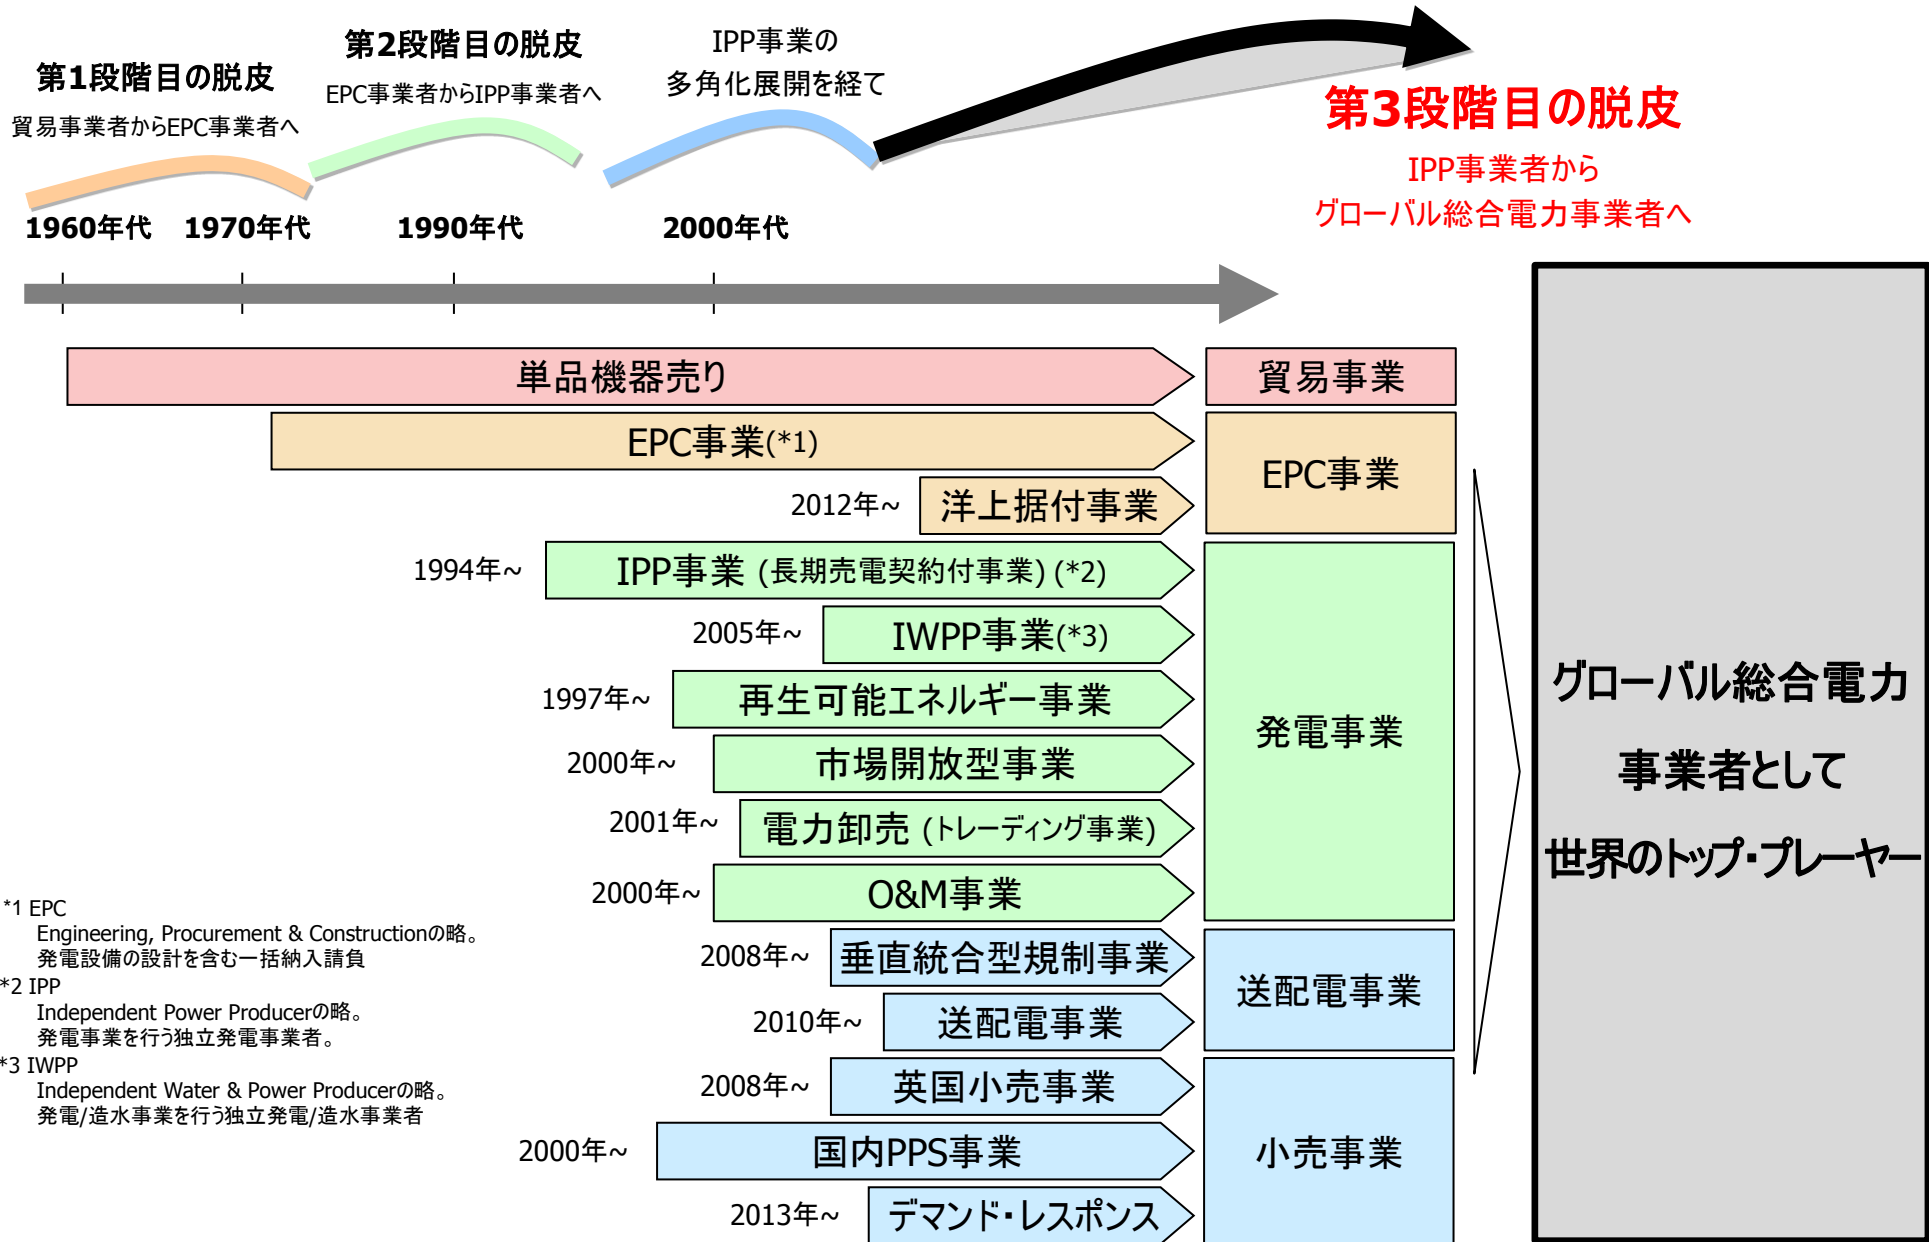 第1段階目の脱皮
貿易事業者からEPC事業者へ
第2段階目の脱皮
EPC事業者からIPP事業者へ
IPP事業の
多角化展開を経て
第3段階目の脱皮
IPP事業者から
グローバル総合電力事業者へ
1960年代
1970年代
1990年代
2000年代
単品機器売り
貿易事業
EPC事業(*1)
2012年~
洋上据付事業
EPC事業
1994年~
IPP事業 (長期売電契約付事業) (*2)
2005年~
IWPP事業(*3)
1997年~
再生可能エネルギー事業
2000年~
市場開放型事業
2001年~
電力卸売 (トレーディング事業)
2000年~
O&M事業
発電事業
2008年~
垂直統合型規制事業
2010年~
送配電事業
送配電事業
2008年~
英国小売事業
2000年~
国内PPS事業
2013年~
デマンド・レスポンス
小売事業
グローバル総合電力
事業者として
世界のトップ・プレーヤー
*1 EPC
Engineering, Procurement & Constructionの略。
発電設備の設計を含む一括納入請負
*2 IPP
Independent Power Producerの略。
発電事業を行う独立発電事業者。
*3 IWPP
Independent Water & Power Producerの略。
発電/造水事業を行う独立発電/造水事業者